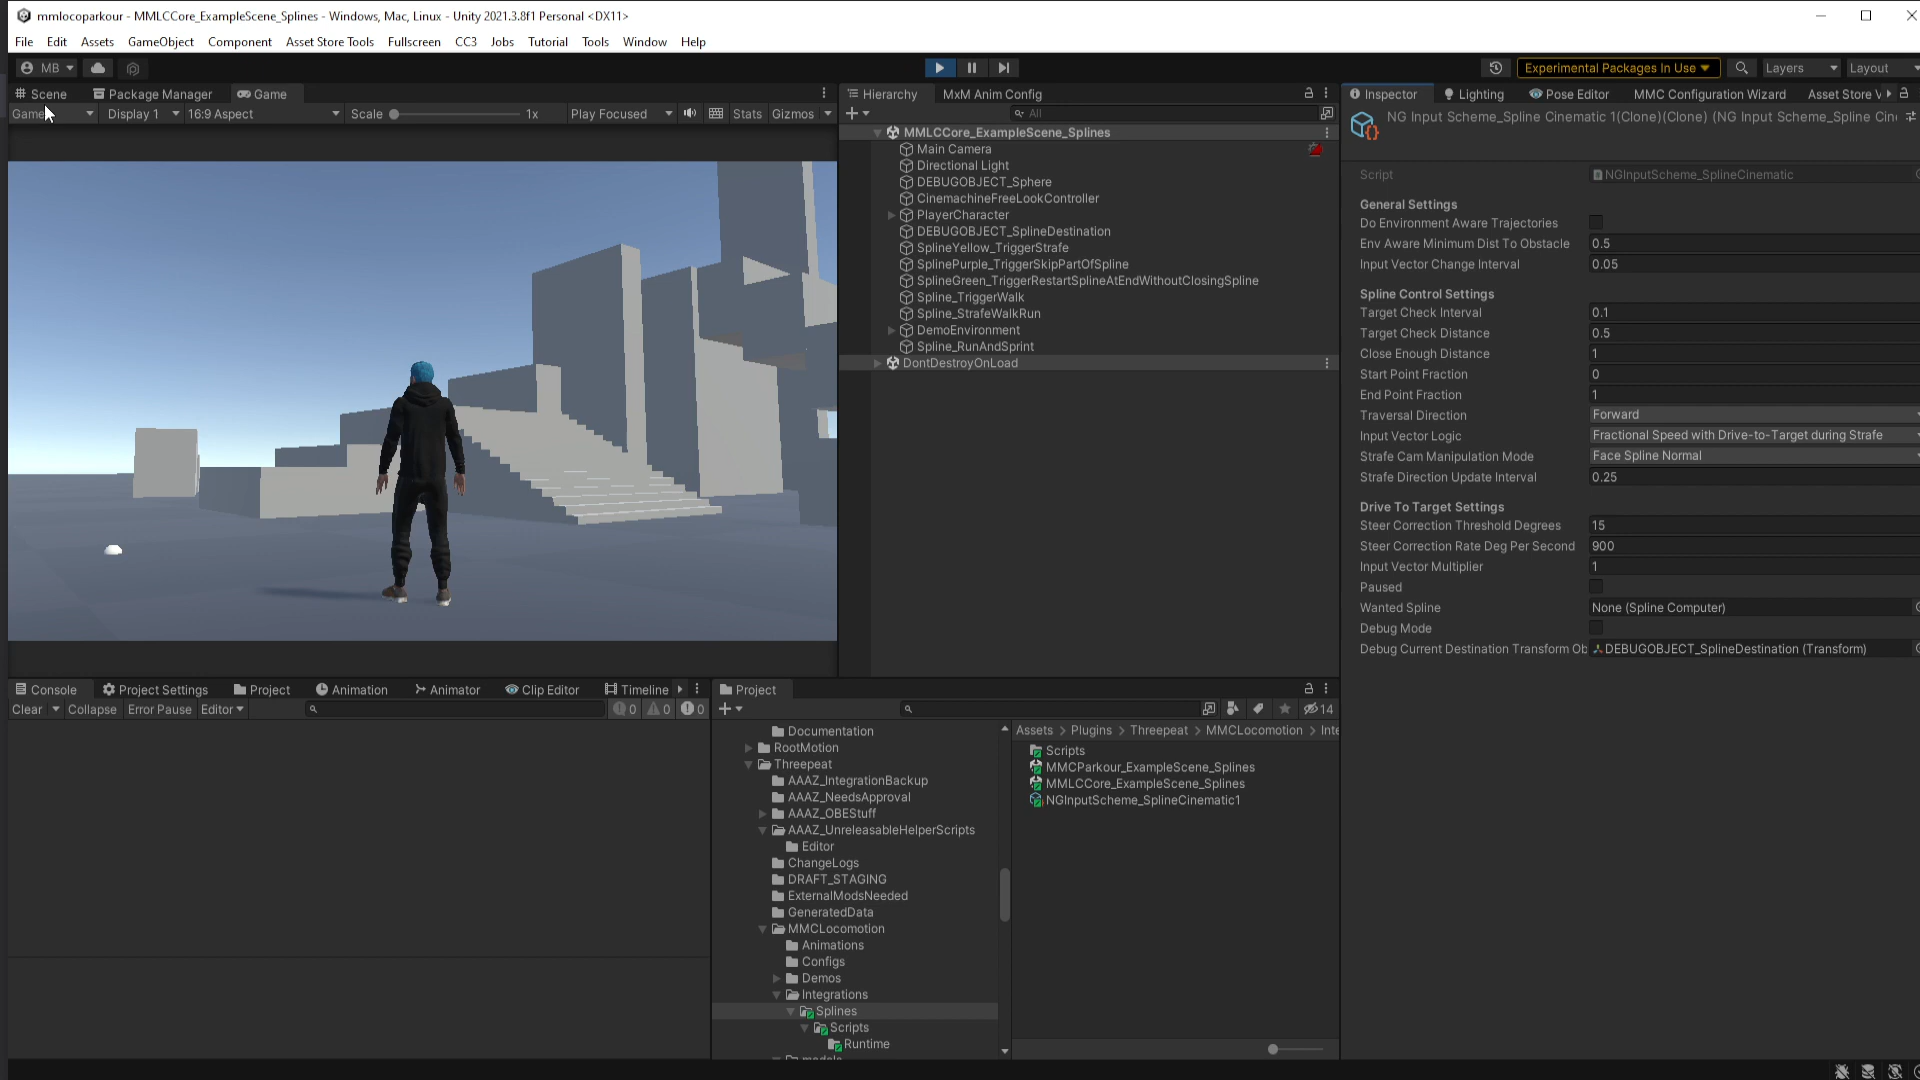 mmlocoparkour - MMLCCore_ExampleScene_Splines - Windows, Mac, Linux - Unity 2021.3.8f1 Personal <DX11>
File Edit Assets GameObject Component Asset Store Tools Fullscreen CC3 Jobs Tutorial Tools Window Help
MB Experimental Packages In Use Layers Layout
Scene Package Manager Game
Game Display 1 16:9 Aspect Scale 1x Play Focused Stats Gizmos
Hierarchy MxM Anim Config
All
MMLCCore_ExampleScene_Splines
Main Camera
Directional Light
DEBUGOBJECT_Sphere
CinemachineFreeLookController
PlayerCharacter
DEBUGOBJECT_SplineDestination
SplineYellow_TriggerStrafe
SplinePurple_TriggerSkipPartOfSpline
SplineGreen_TriggerRestartSplineAtEndWithoutClosingSpline
Spline_TriggerWalk
Spline_StrafeWalkRun
DemoEnvironment
Spline_RunAndSprint
DontDestroyOnLoad
Inspector Lighting Pose Editor MMC Configuration Wizard Asset Store V
NG Input Scheme_Spline Cinematic 1(Clone)(Clone) (NG Input Scheme_Spline Cin
Script NGInputScheme_SplineCinematic
General Settings
Do Environment Aware Trajectories
Env Aware Minimum Dist To Obstacle 0.5
Input Vector Change Interval 0.05
Spline Control Settings
Target Check Interval 0.1
Target Check Distance 0.5
Close Enough Distance 1
Start Point Fraction 0
End Point Fraction 1
Traversal Direction Forward
Input Vector Logic Fractional Speed with Drive-to-Target during Strafe
Strafe Cam Manipulation Mode Face Spline Normal
Strafe Direction Update Interval 0.25
Drive To Target Settings
Steer Correction Threshold Degrees 15
Steer Correction Rate Deg Per Second 900
Input Vector Multiplier 1
Paused
Wanted Spline None (Spline Computer)
Debug Mode
Debug Current Destination Transform Ob DEBUGOBJECT_SplineDestination (Transform)
Console Project Settings Project Animation Animator Clip Editor Timeline
Clear Collapse Error Pause Editor 0 0 0
Project
14
Documentation
RootMotion
Threepeat
AAAZ_IntegrationBackup
AAAZ_NeedsApproval
AAAZ_OBEStuff
AAAZ_UnreleasableHelperScripts
Editor
ChangeLogs
DRAFT_STAGING
ExternalModsNeeded
GeneratedData
MMCLocomotion
Animations
Configs
Demos
Integrations
Splines
Scripts
Runtime
models
Assets > Plugins > Threepeat > MMCLocomotion > Inte
Scripts
MMCParkour_ExampleScene_Splines
MMLCCore_ExampleScene_Splines
NGInputScheme_SplineCinematic1